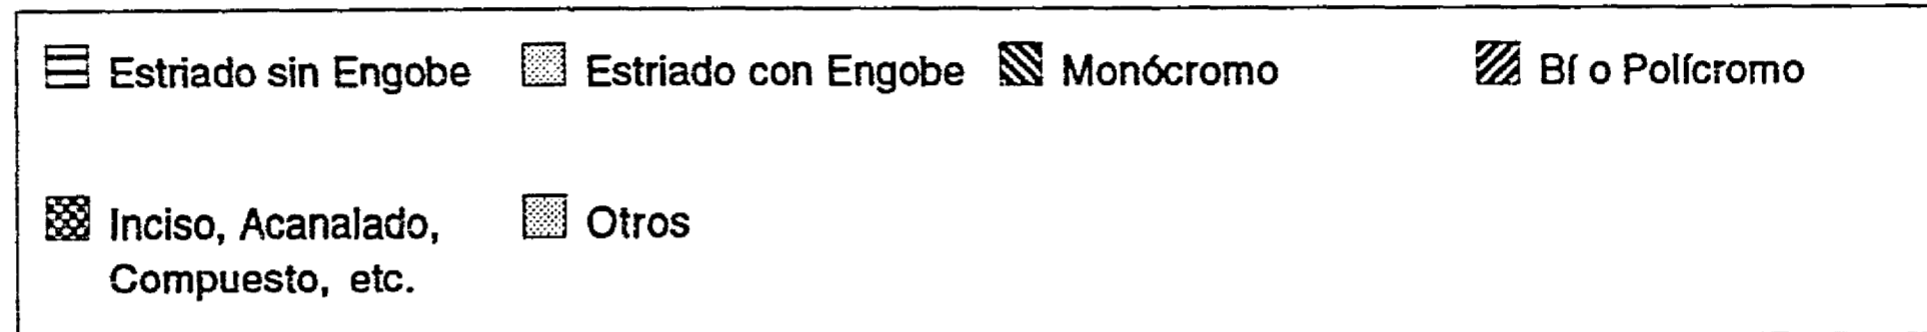 Estriado sin Engobe Estriado con Engobe Monócromo Bí o Polícromo
Inciso, Acanalado, Otros
Compuesto, etc.